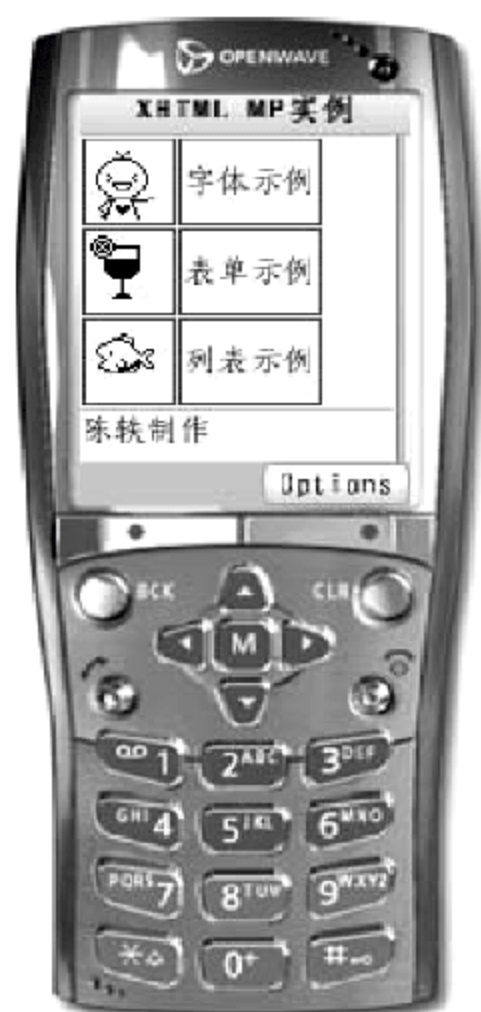 OPENWAVE
XHTML MP实例
字体示例
表单示例
列表示例
陈轶制作
Options
BCK
CLR
M
1
2ABC
3DEF
GHI4
5JKL
6MNO
PQRS7
8TUV
9WXYZ
0+
#